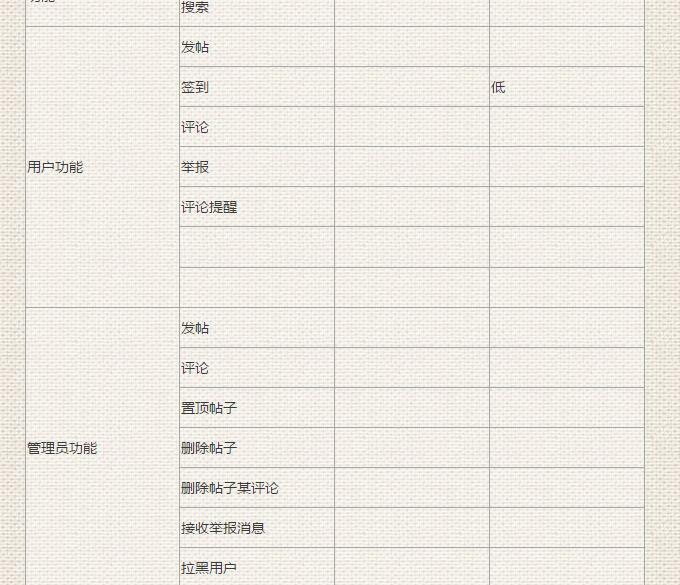 搜索
发帖
签到
低
评论
用户功能
举报
评论提醒
发帖
评论
置顶帖子
管理员功能
删除帖子
删除帖子某评论
接收举报消息
拉黑用户